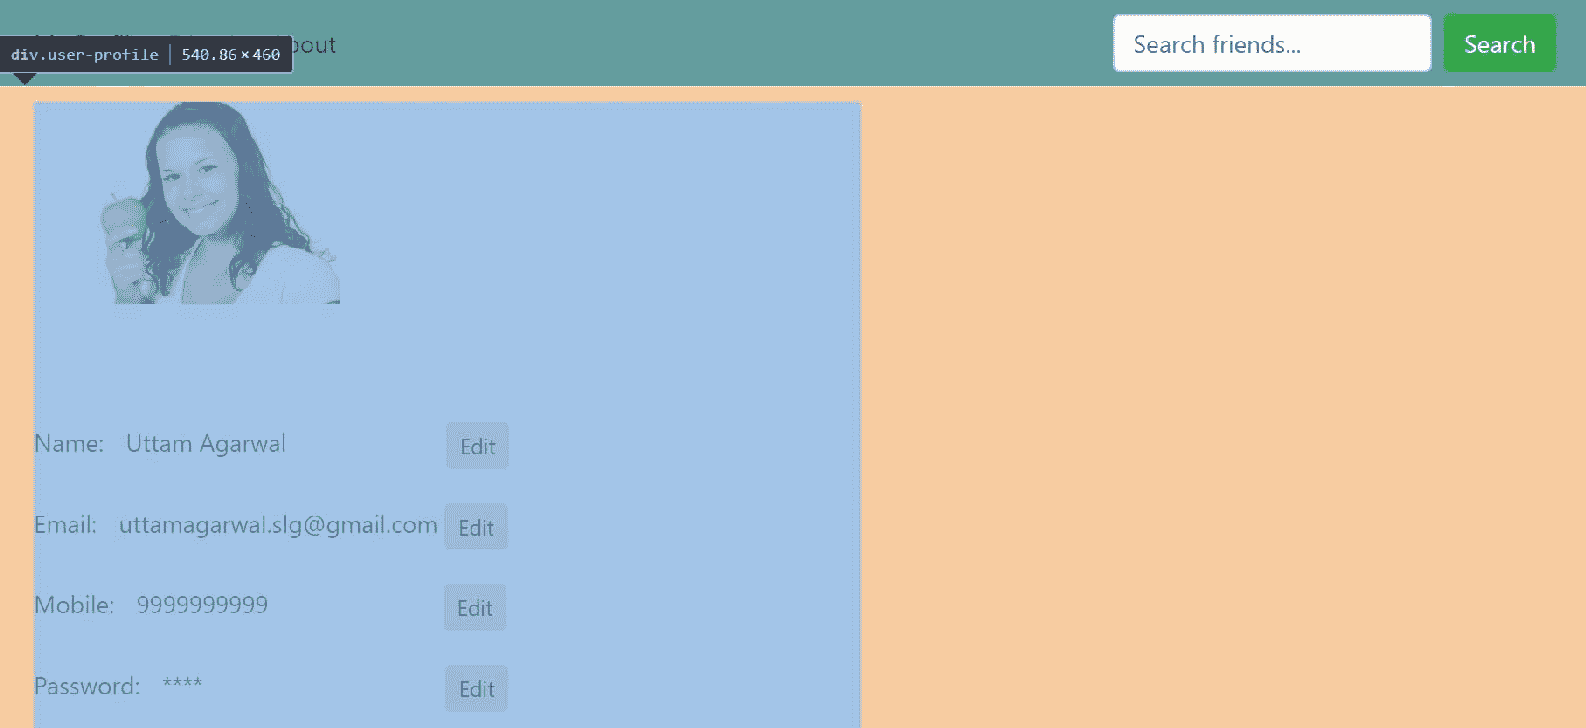 bout
div.user-profile 540.86×460
Search friends... Search
Name: Uttam Agarwal Edit
Email: uttamagarwal.slg@gmail.com Edit
Mobile: 9999999999 Edit
Password: **** Edit